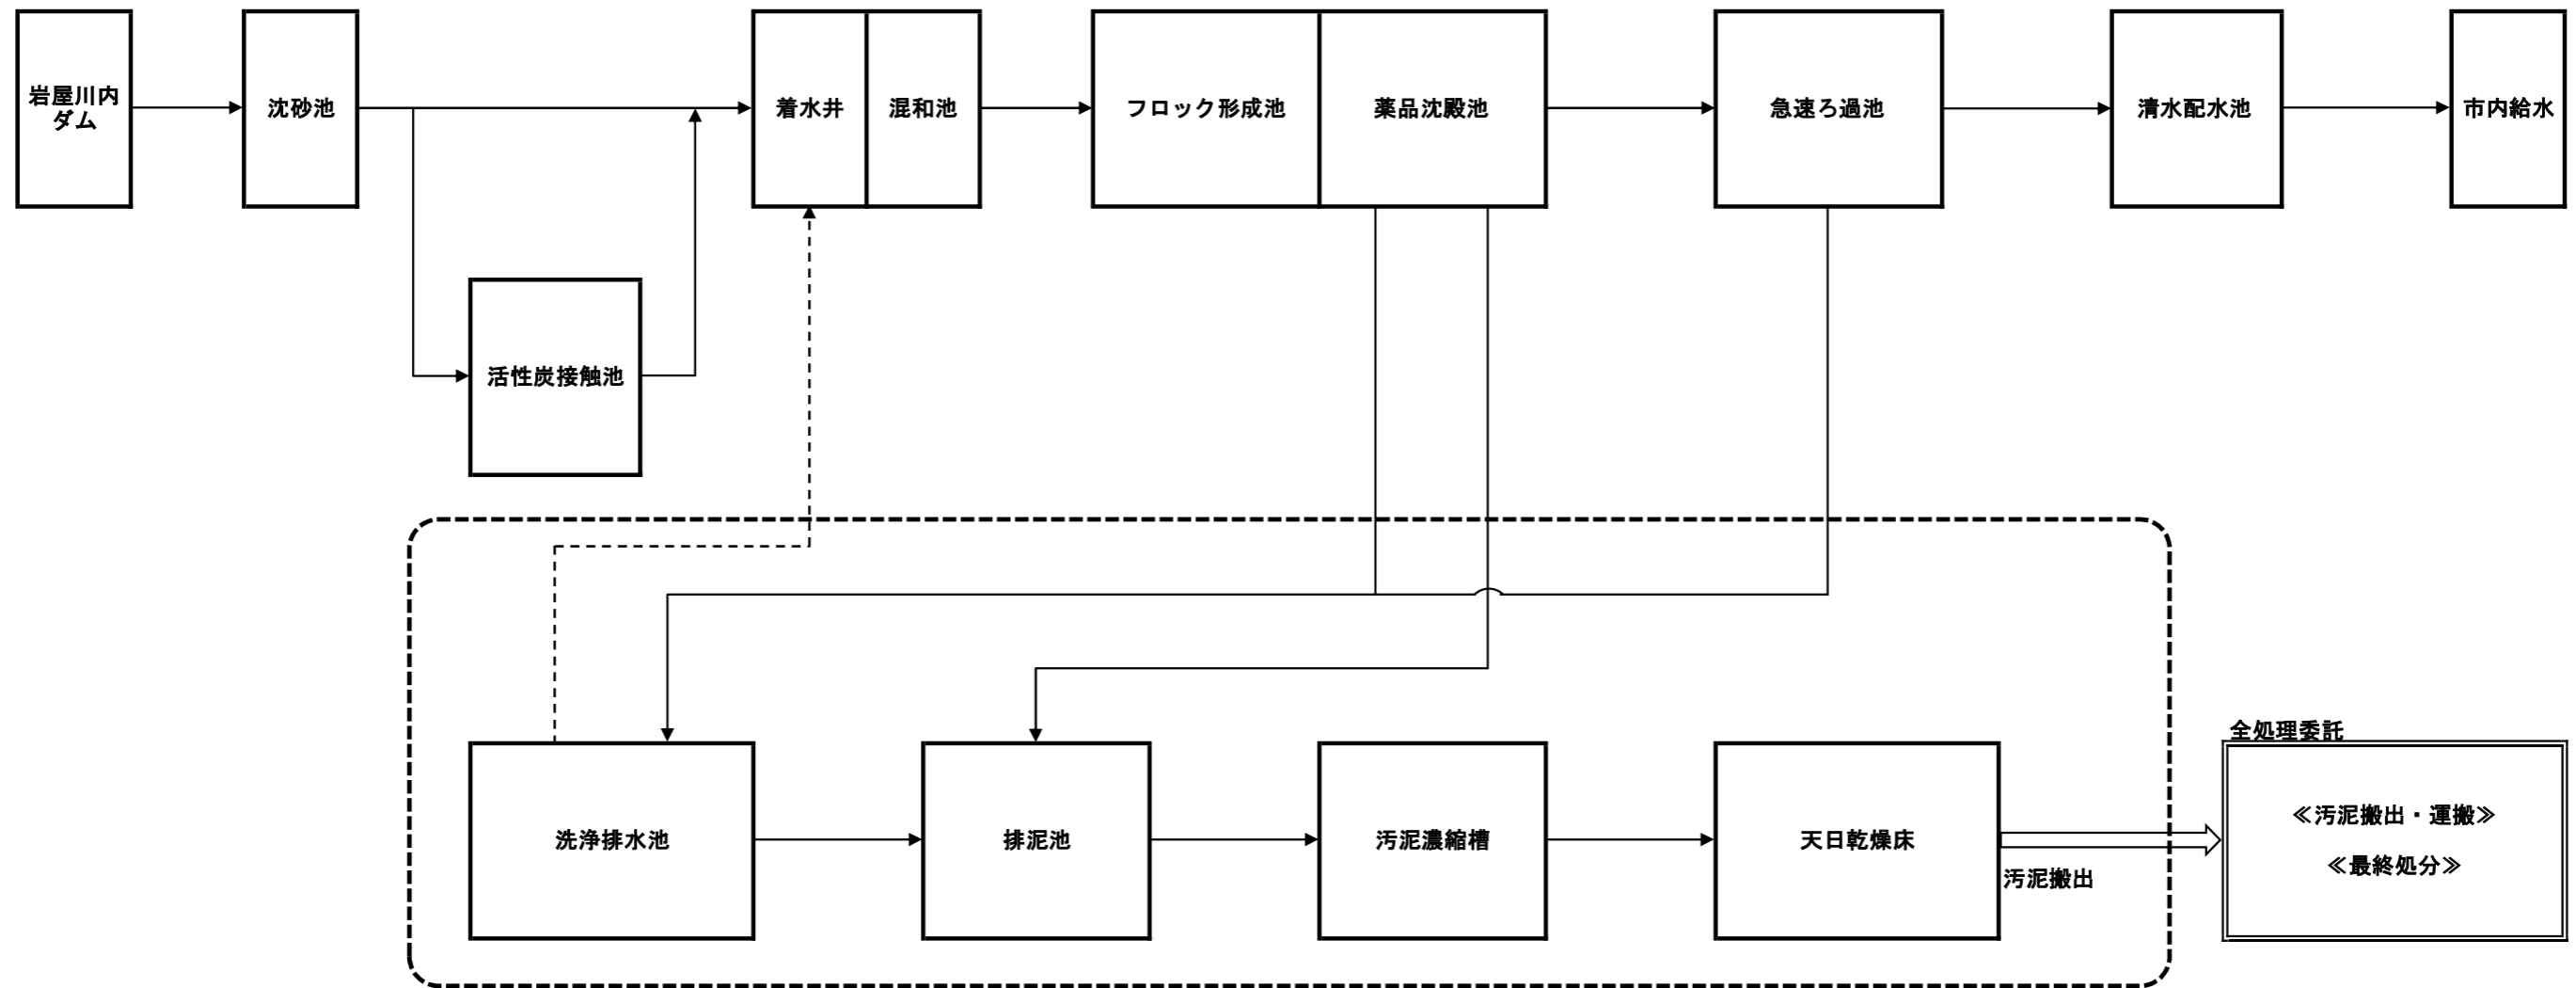 岩屋川内
ダム
沈砂池
着水井
混和池
フロック形成池
薬品沈殿池
急速ろ過池
清水配水池
市内給水
活性炭接触池
全処理委託
≪汚泥搬出・運搬≫
≪最終処分≫
洗浄排水池
排泥池
汚泥濃縮槽
天日乾燥床
汚泥搬出